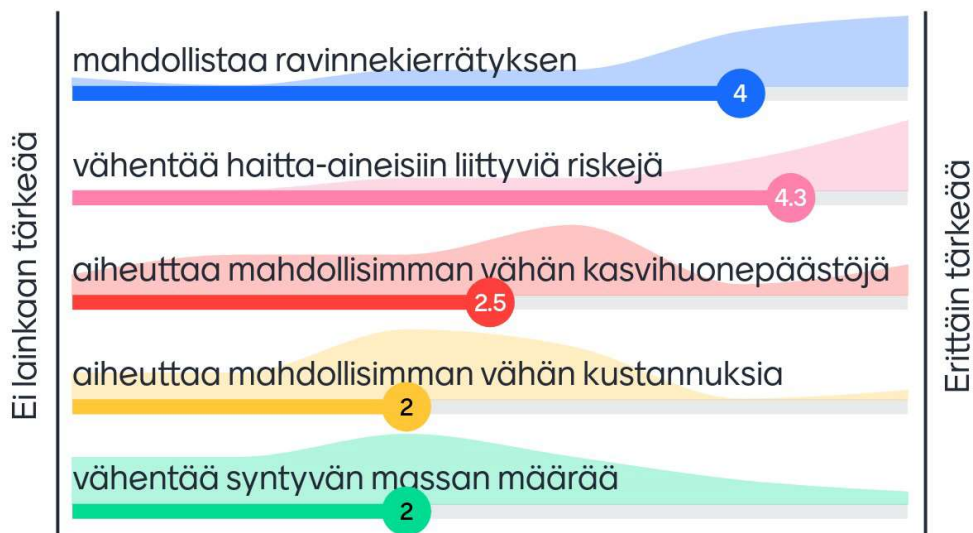 mahdollistaa ravinnekierrätyksen
4
vähentää haitta-aineisiin liittyviä riskejä
4.3
aiheuttaa mahdollisimman vähän kasvihuonepäästöjä
2.5
aiheuttaa mahdollisimman vähän kustannuksia
2
vähentää syntyvän massan määrää
2
Ei lainkaan tärkeää
Erittäin tärkeää